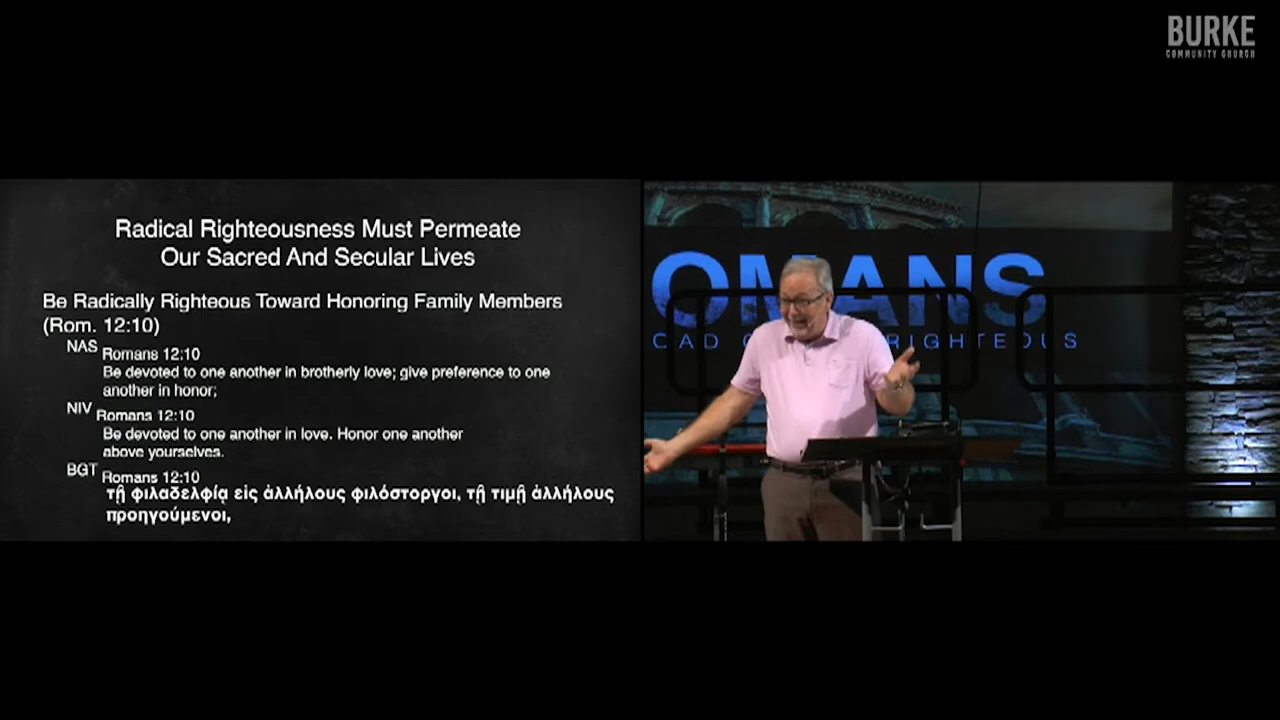 BURKE
COMMUNITY CHURCH
Radical Righteousness Must Permeate
Our Sacred And Secular Lives
Be Radically Righteous Toward Honoring Family Members
(Rom. 12:10)
NAS Romans 12:10
Be devoted to one another in brotherly love; give preference to one
another in honor;
NIV Romans 12:10
Be devoted to one another in love. Honor one another
above yourselves.
BGT Romans 12:10
τῇ φιλαδελφίᾳ εἰς ἀλλήλους φιλόστοργοι, τῇ τιμῇ ἀλλήλους
προηγούμενοι,
OMANS
OAD RIGHTEOUS